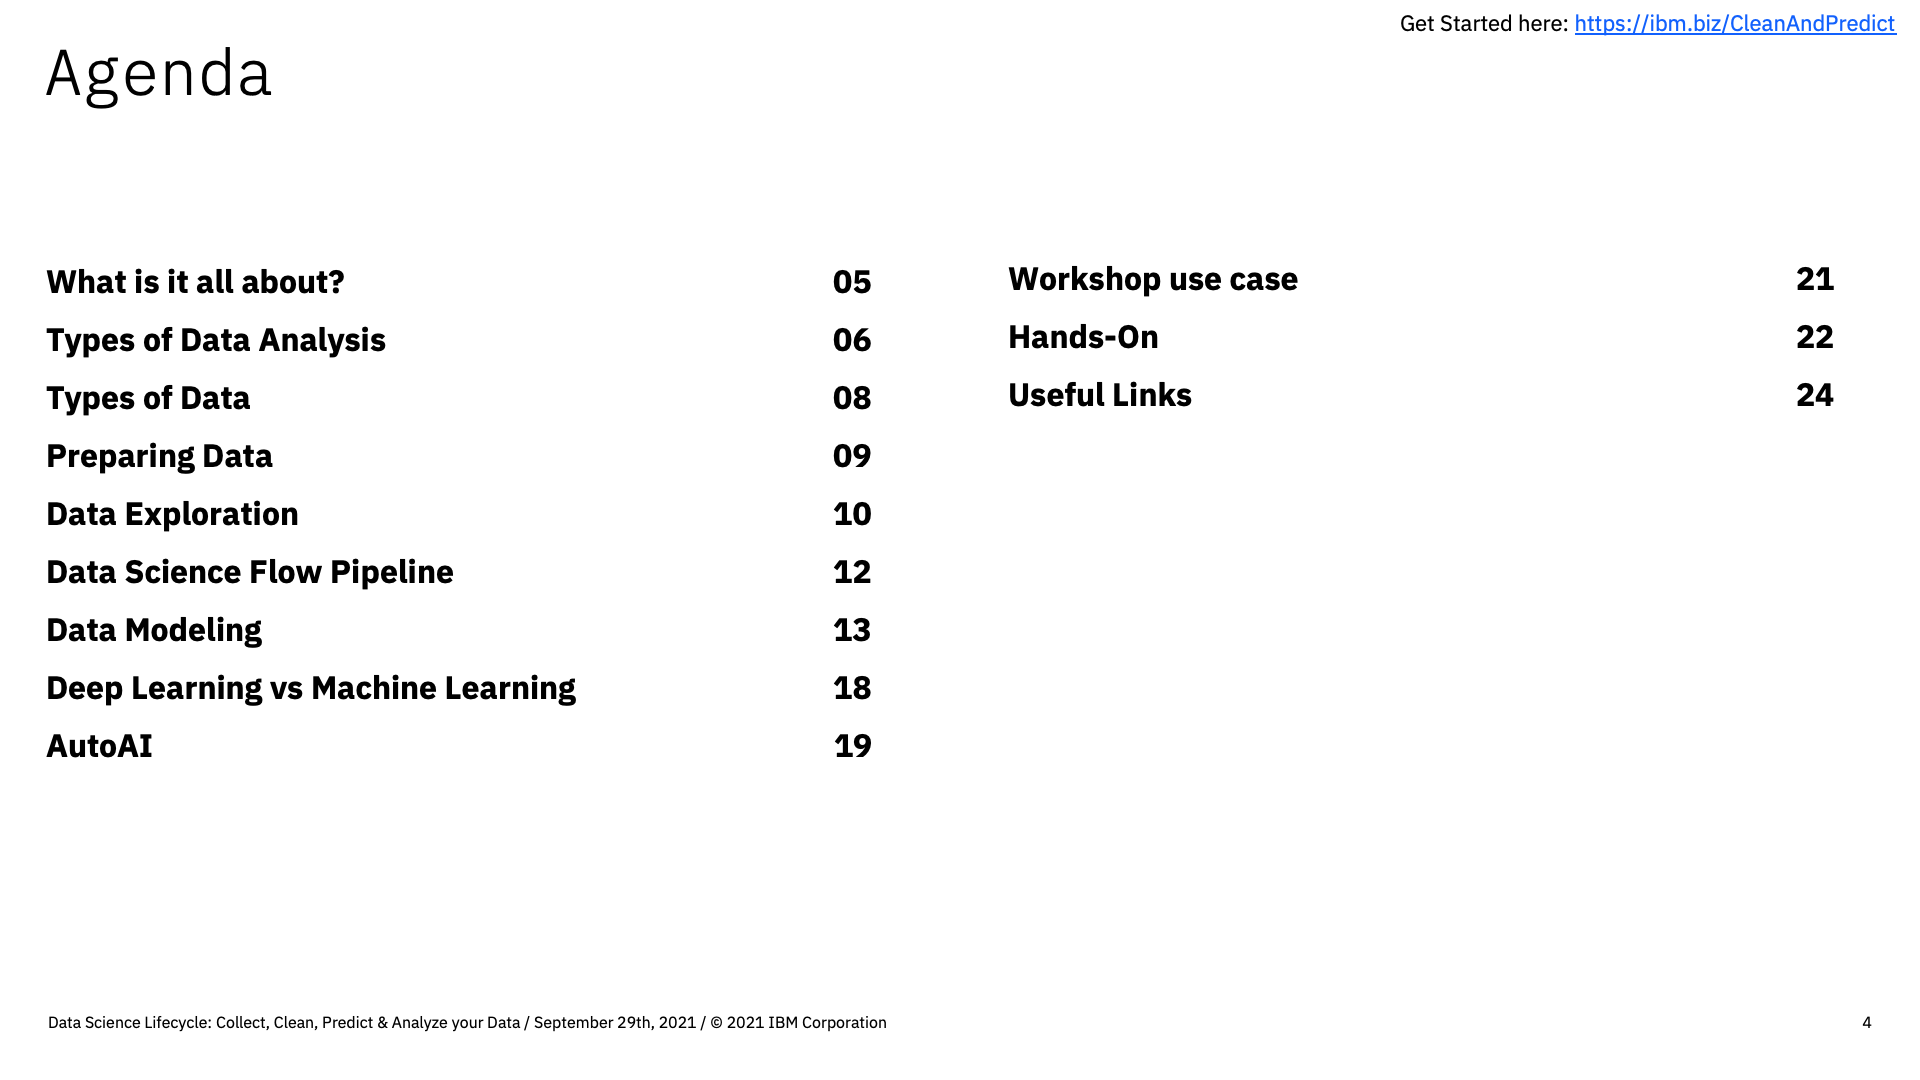 Get Started here: https://ibm.biz/CleanAndPredict
Agenda
What is it all about? 05
Types of Data Analysis 06
Types of Data 08
Preparing Data 09
Data Exploration 10
Data Science Flow Pipeline 12
Data Modeling 13
Deep Learning vs Machine Learning 18
AutoAI 19
Workshop use case 21
Hands-On 22
Useful Links 24
Data Science Lifecycle: Collect, Clean, Predict & Analyze your Data / September 29th, 2021 / © 2021 IBM Corporation 4